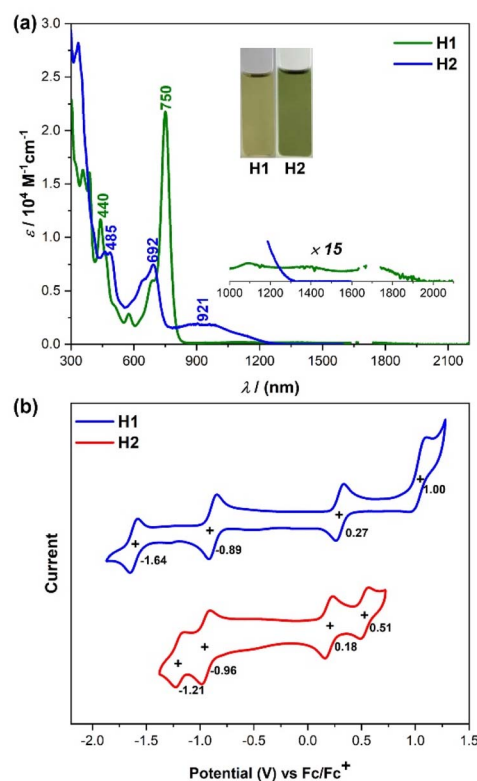 (a)
H1
H2
ε / 10⁴ M⁻¹cm⁻¹
3.0
2.5
2.0
1.5
1.0
0.5
0.0
440
485
692
750
921
H1 H2
× 15
1000 1200 1400 1600 1800 2000
300 600 900 1200 1500 1800 2100
λ / (nm)
(b)
H1
H2
Current
-1.64
-0.89
0.27
1.00
-1.21
-0.96
0.18
0.51
-2.0 -1.5 -1.0 -0.5 0.0 0.5 1.0 1.5
Potential (V) vs Fc/Fc⁺